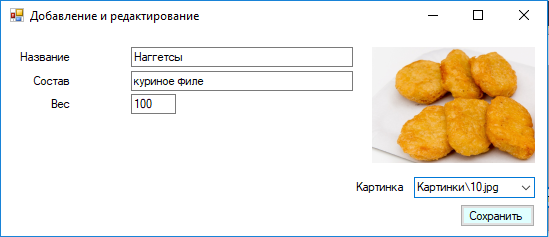 Добавление и редактирование
Название Наггетсы
Состав куриное филе
Вес 100
Картинка Картинки\10.jpg
Сохранить